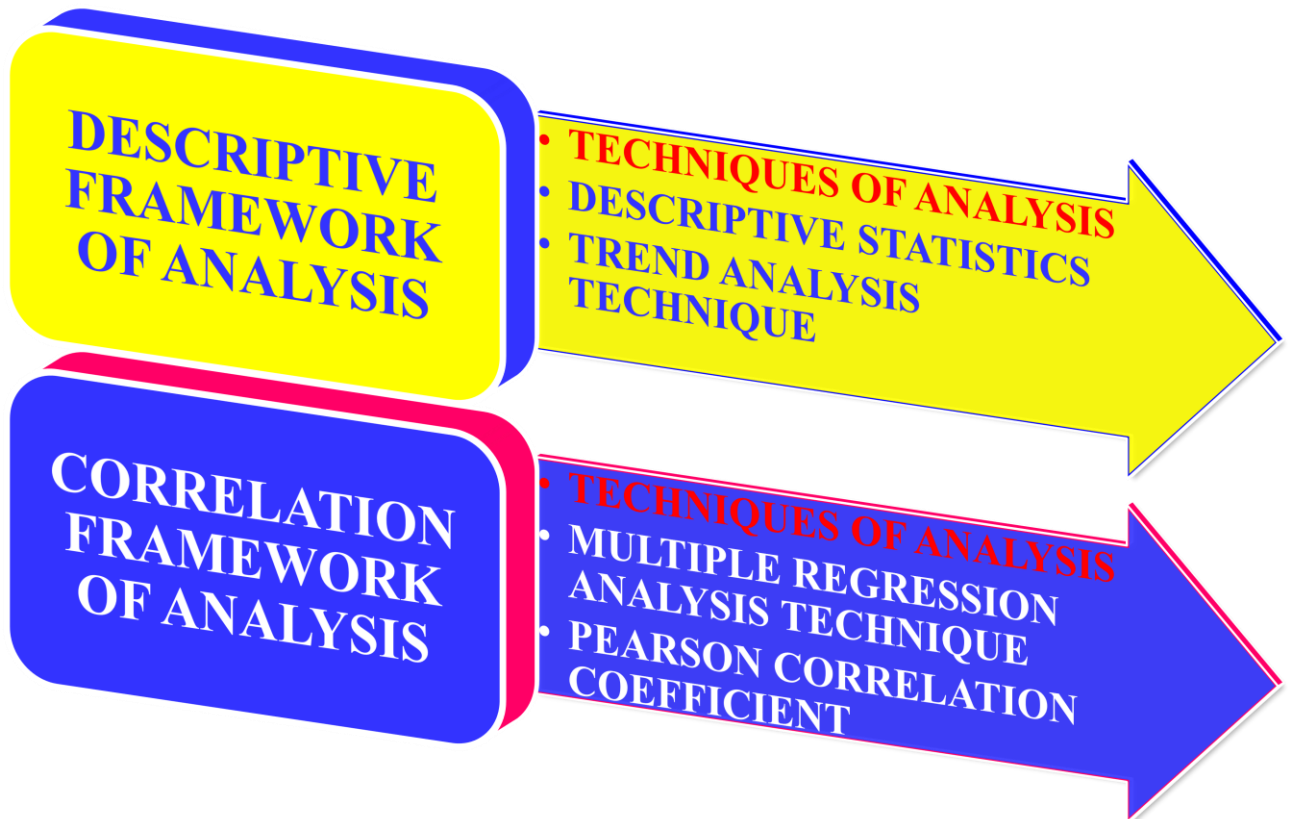 DESCRIPTIVE
FRAMEWORK
OF ANALYSIS
• TECHNIQUES OF ANALYSIS
• DESCRIPTIVE STATISTICS
• TREND ANALYSIS
TECHNIQUE
CORRELATION
FRAMEWORK
OF ANALYSIS
• TECHNIQUES OF ANALYSIS
• MULTIPLE REGRESSION
ANALYSIS TECHNIQUE
• PEARSON CORRELATION
COEFFICIENT